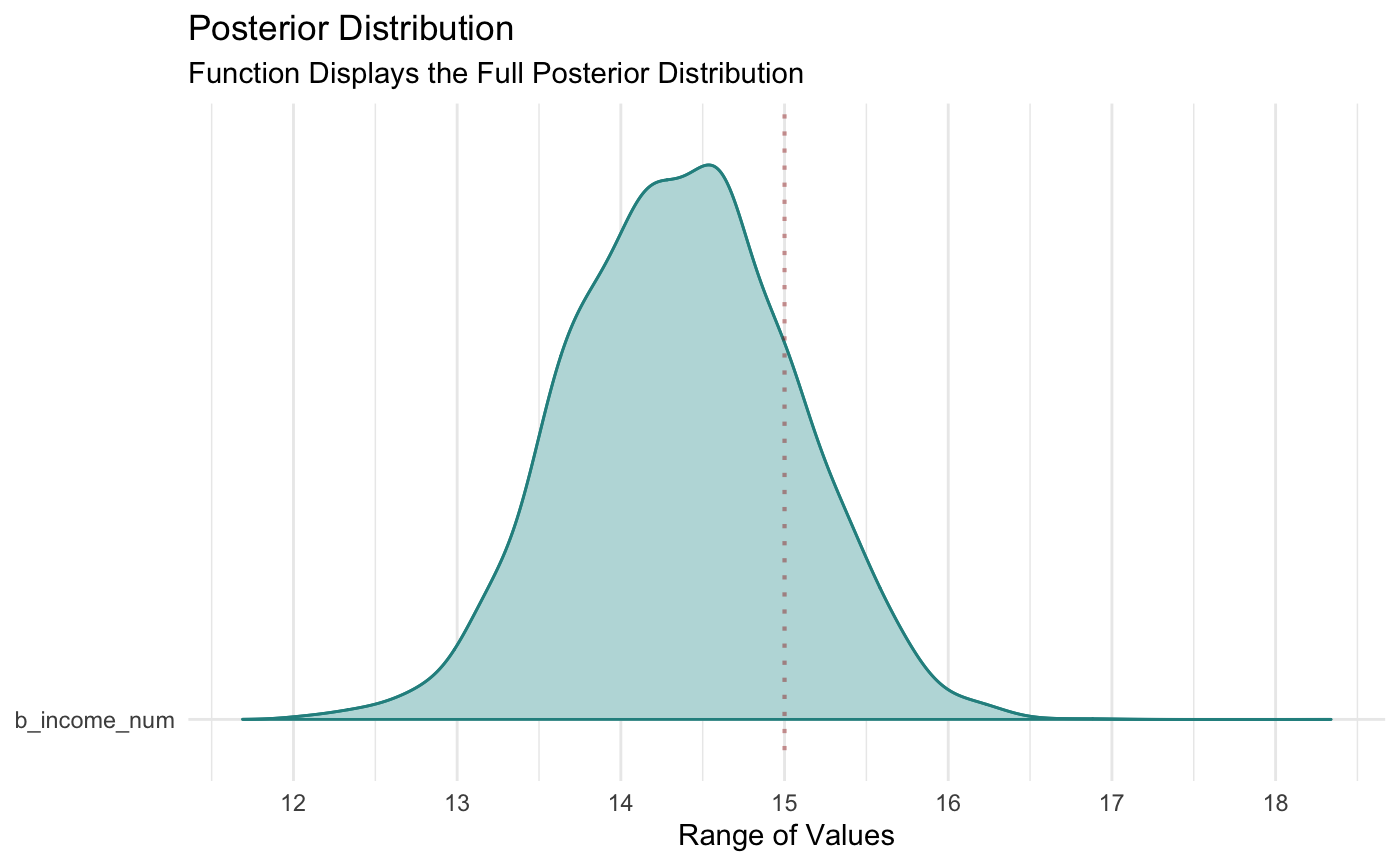 Posterior Distribution
Function Displays the Full Posterior Distribution
b_income_num
12 13 14 15 16 17 18
Range of Values